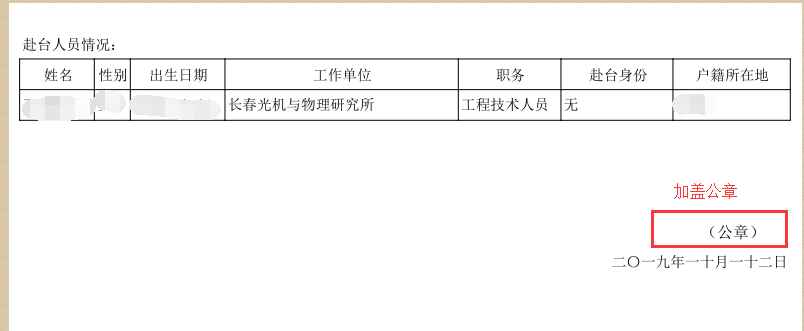 赴台人员情况：
姓名 性别 出生日期 工作单位 职务 赴台身份 户籍所在地
长春光机与物理研究所 工程技术人员 无
加盖公章
（公章）
二〇一九年一十月一十二日